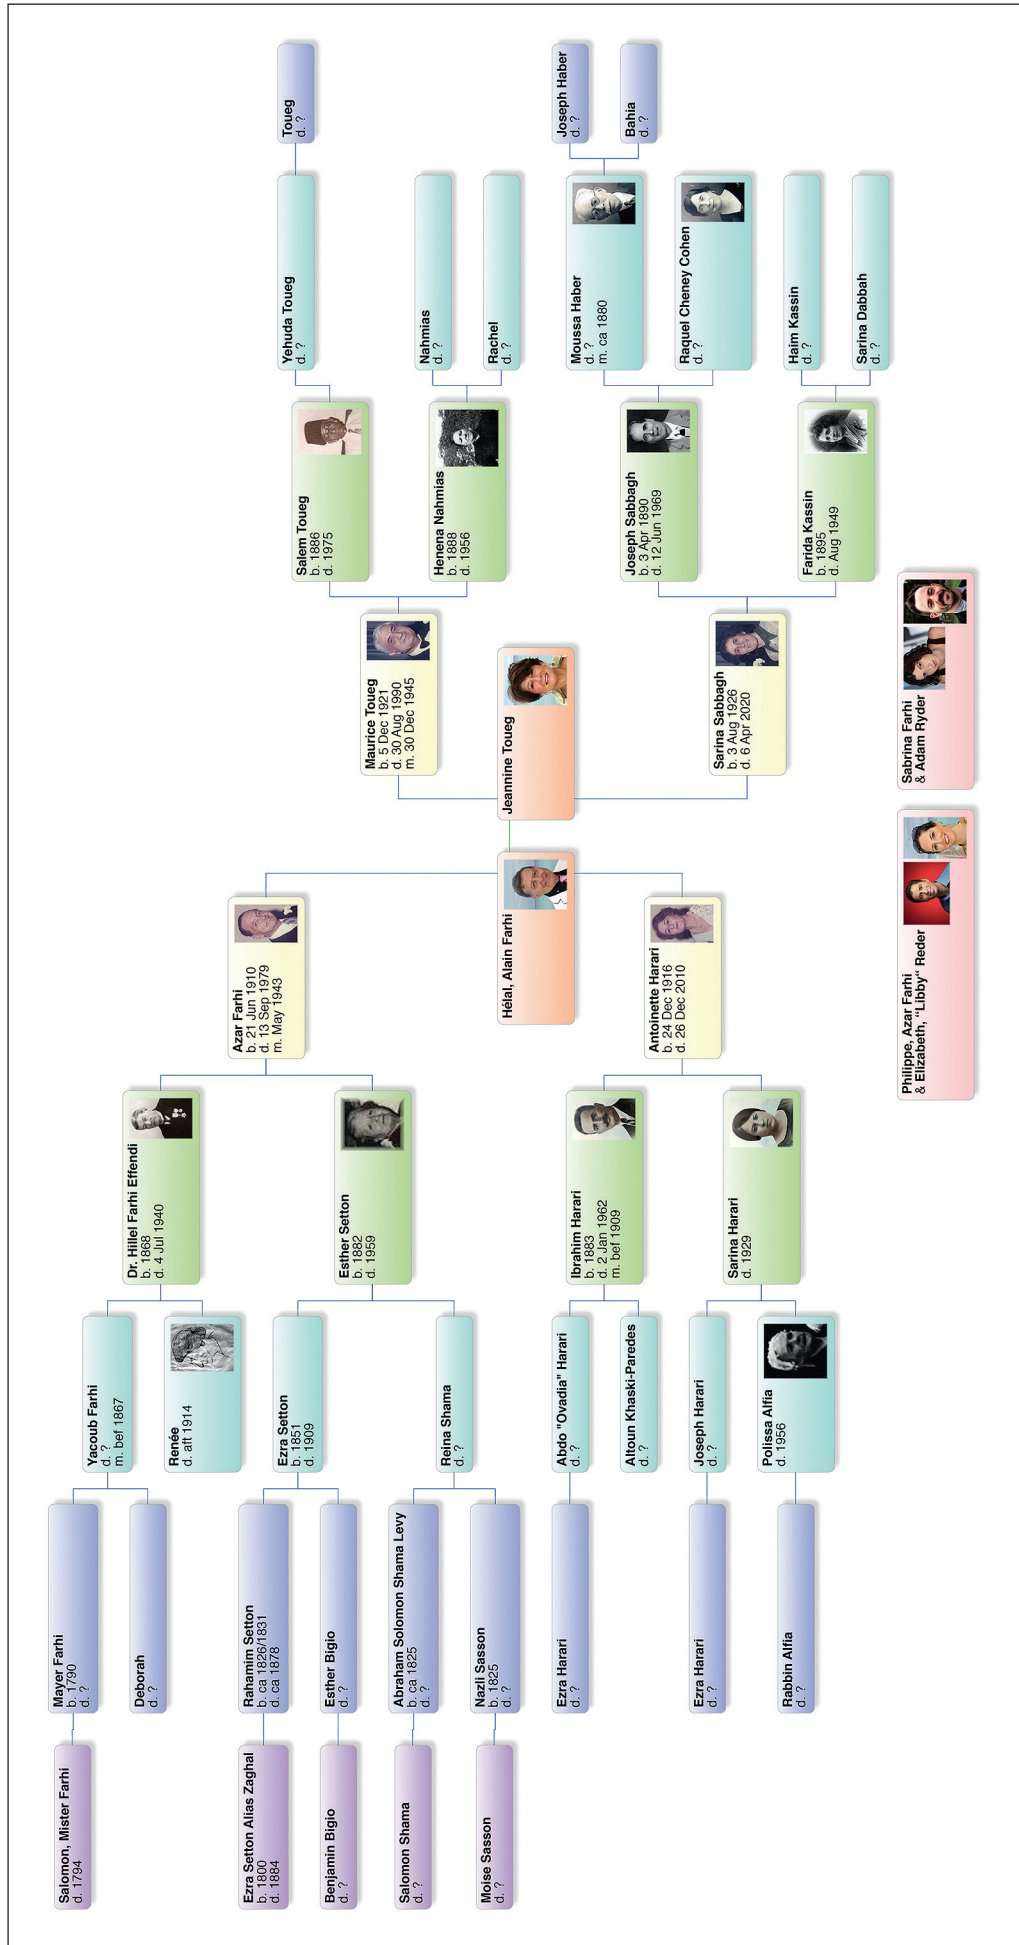 Salomon, Mister Farhi
d. 1794
Ezra Setton Alias Zaghal
b. 1800
d. 1884
Benjamin Bigio
d. ?
Salomon Shama
d. ?
Moise Sasson
d. ?
Mayer Farhi
b. 1790
d. ?
Deborah
d. ?
Rahamim Setton
b. ca 1826/1831
d. ca 1878
Esther Bigio
d. ?
Abraham Solomon Shama Levy
b. ca 1825
d. ?
Nazli Sasson
b. 1825
d. ?
Ezra Harari
d. ?
Ezra Harari
d. ?
Rabbin Alfia
d. ?
Yacoub Farhi
d. ?
m. bef 1867
Renée
d. aft 1914
Ezra Setton
b. 1851
d. 1909
Reina Shama
d. ?
Abdo "Ovadia" Harari
d. ?
Altoun Khaski-Paredes
d. ?
Joseph Harari
d. ?
Polissa Alfia
d. 1956
Dr. Hillel Farhi Effendi
b. 1868
d. 4 Jul 1940
Esther Setton
b. 1882
d. 1959
Ibrahim Harari
b. 1883
d. 2 Jan 1962
m. bef 1909
Sarina Harari
d. 1929
Azar Farhi
b. 21 Jun 1910
d. 13 Sep 1979
m. May 1943
Antoinette Harari
b. 24 Dec 1916
d. 26 Dec 2010
Hélal, Alain Farhi
Philippe, Azar Farhi
& Elizabeth, “Libby“ Reder
Jeannine Toueg
Sabrina Farhi
& Adam Ryder
Maurice Toueg
b. 5 Dec 1921
d. 30 Aug 1990
m. 30 Dec 1945
Sarina Sabbagh
b. 3 Aug 1926
d. 6 Apr 2020
Salem Toueg
b. 1886
d. 1975
Henena Nahmias
b. 1888
d. 1956
Joseph Sabbagh
b. 3 Apr 1890
d. 12 Jun 1969
Farida Kassin
b. 1895
d. Aug 1949
Yehuda Toueg
d. ?
Nahmias
d. ?
Rachel
d. ?
Moussa Haber
d. ?
m. ca 1880
Raquel Cheney Cohen
d. ?
Haim Kassin
d. ?
Sarina Dabbah
d. ?
Toueg
d. ?
Joseph Haber
d. ?
Bahia
d. ?